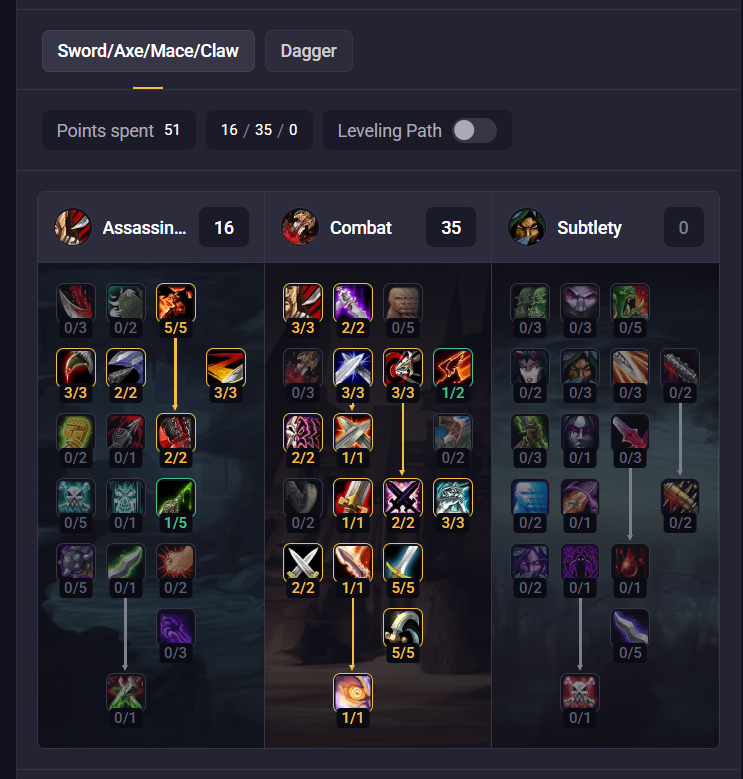 Sword/Axe/Mace/Claw Dagger
Points spent 51 16 / 35 / 0 Leveling Path
Assassin... 16 Combat 35 Subtlety 0
0/3 0/2 5/5 3/3 2/2 0/5 0/3 0/3 0/5
3/3 2/2 3/3 0/3 3/3 3/3 1/2 0/2 0/3 0/3 0/2
0/2 0/1 2/2 2/2 1/1 0/2 0/3 0/1 0/3
0/5 0/1 1/5 0/2 1/1 2/2 3/3 0/2 0/1 0/2
0/5 0/1 0/2 2/2 1/1 5/5 0/2 0/1 0/1
0/3 5/5 0/5
0/1 1/1 0/1